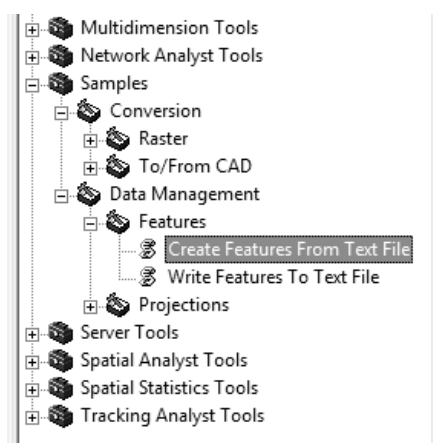 Multidimension Tools
Network Analyst Tools
Samples
Conversion
Raster
To/From CAD
Data Management
Features
Create Features From Text File
Write Features To Text File
Projections
Server Tools
Spatial Analyst Tools
Spatial Statistics Tools
Tracking Analyst Tools